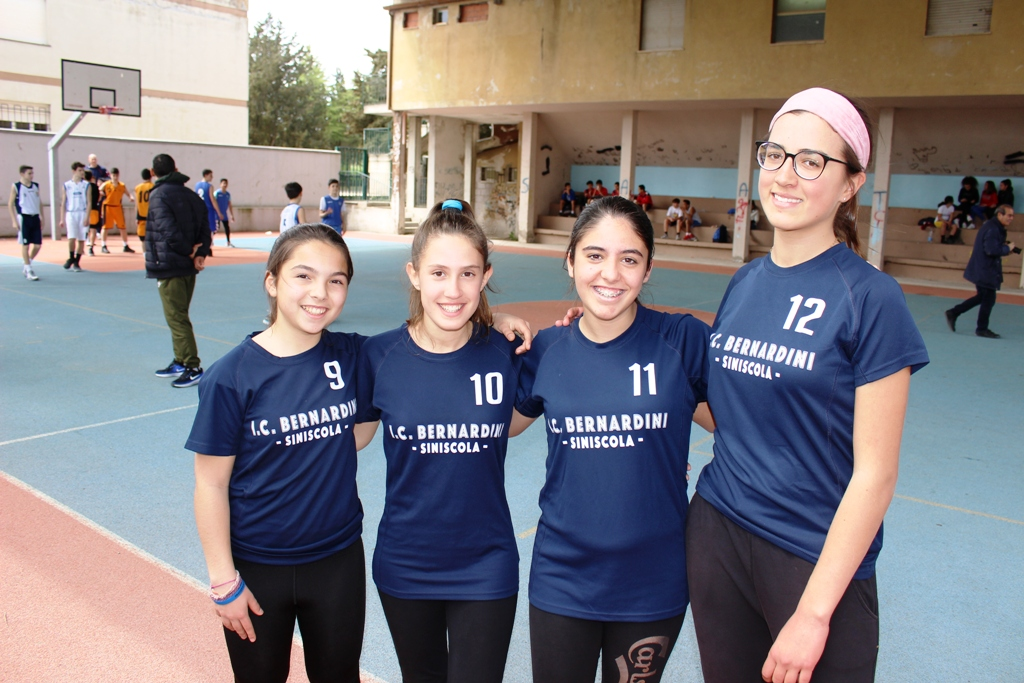 9
I.C. BERNARDINI
- SINISCOLA -
10
I.C. BERNARDINI
- SINISCOLA -
11
I.C. BERNARDINI
- SINISCOLA -
12
I.C. BERNARDINI
- SINISCOLA -